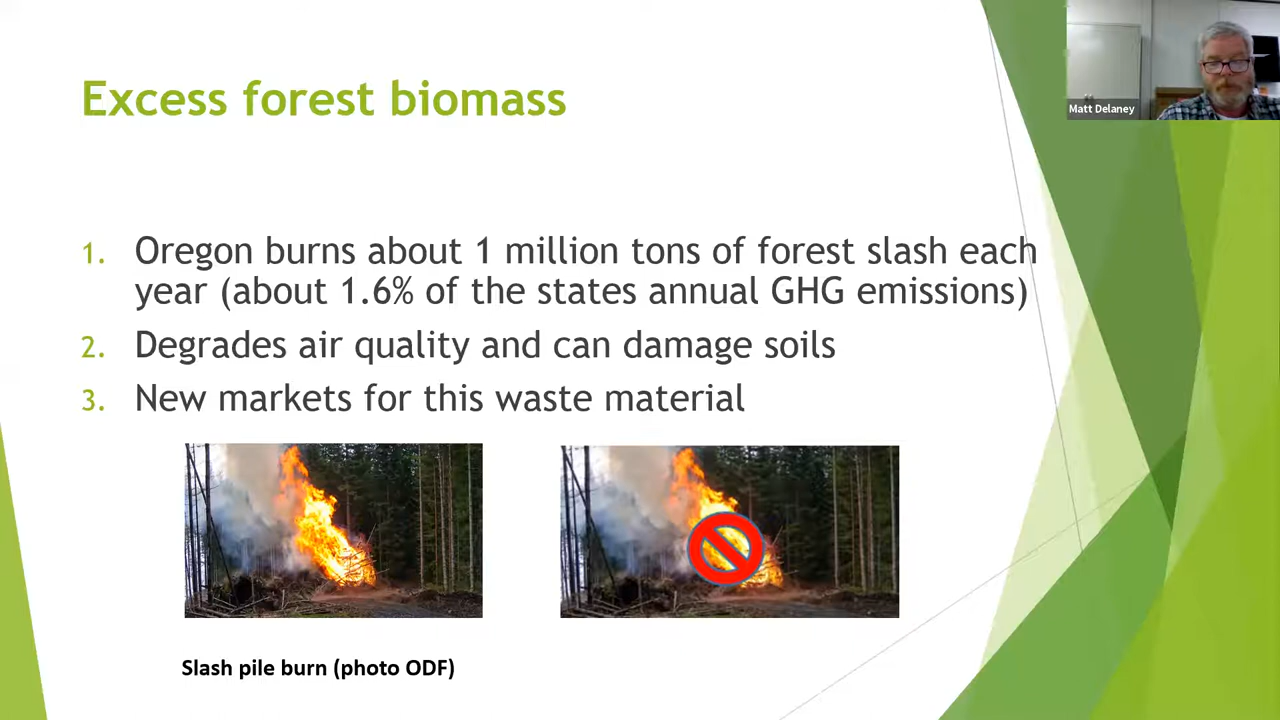 Excess forest biomass
Matt Delaney
1. Oregon burns about 1 million tons of forest slash each
year (about 1.6% of the states annual GHG emissions)
2. Degrades air quality and can damage soils
3. New markets for this waste material
Slash pile burn (photo ODF)